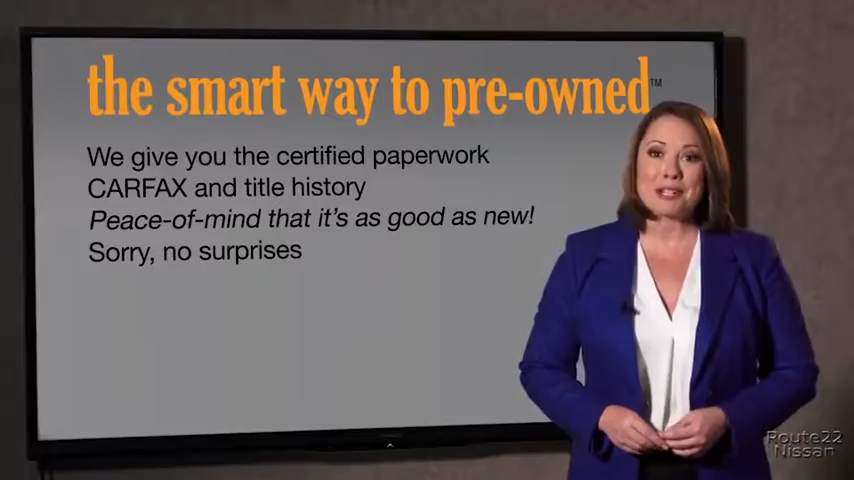 the smart way to pre-owned™
We give you the certified paperwork
CARFAX and title history
Peace-of-mind that it's as good as new!
Sorry, no surprises
Route22
Nissan